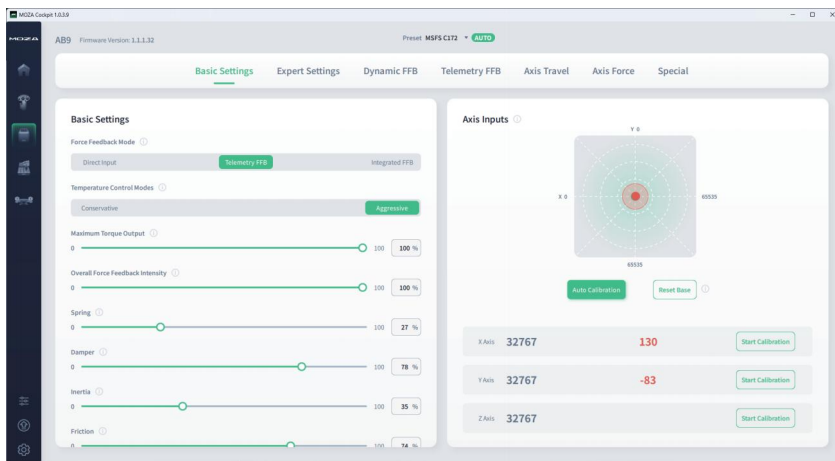 MOZA Cockpit 1.0.3.9
MOZA
AB9 Firmware Version: 1.1.1.32
Preset MSFS C172 AUTO
Basic Settings Expert Settings Dynamic FFB Telemetry FFB Axis Travel Axis Force Special
Basic Settings
Force Feedback Mode
Direct Input Telemetry FFB Integrated FFB
Temperature Control Modes
Conservative Aggressive
Maximum Torque Output
0 100 100 %
Overall Force Feedback Intensity
0 100 100 %
Spring
0 100 27 %
Damper
0 100 78 %
Inertia
0 100 35 %
Friction
0 100 74 %
Axis Inputs
Y 0
X 0 65535
65535
Auto Calibration Reset Base
X Axis 32767 130 Start Calibration
Y Axis 32767 -83 Start Calibration
Z Axis 32767 Start Calibration